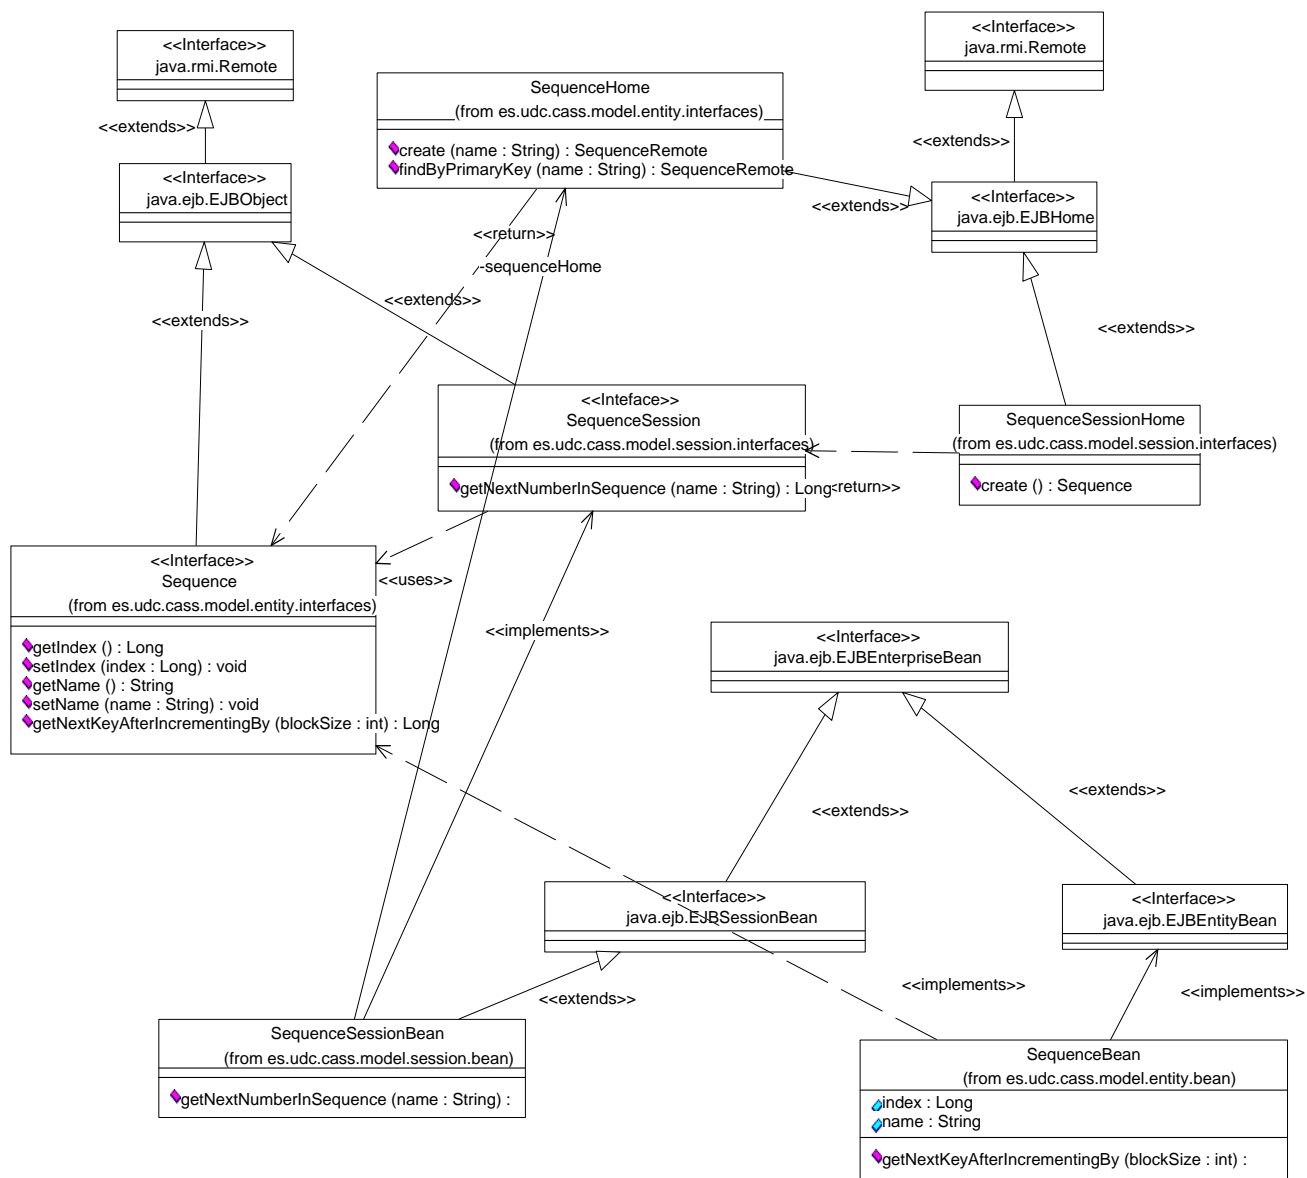 <<Interface>>
java.rmi.Remote
<<Interface>>
java.rmi.Remote
SequenceHome
(from es.udc.cass.model.entity.interfaces)
create (name : String) : SequenceRemote
findByPrimaryKey (name : String) : SequenceRemote
<<extends>>
<<extends>>
<<Interface>>
java.ejb.EJBObject
<<Interface>>
java.ejb.EJBHome
<<extends>>
<<return>>
-sequenceHome
<<extends>>
<<extends>>
<<extends>>
<<Inteface>>
SequenceSession
(from es.udc.cass.model.session.interfaces)
getNextNumberInSequence (name : String) : Long
<<return>>
SequenceSessionHome
(from es.udc.cass.model.session.interfaces)
create () : Sequence
<<Interface>>
Sequence
(from es.udc.cass.model.entity.interfaces)
getIndex () : Long
setIndex (index : Long) : void
getName () : String
setName (name : String) : void
getNextKeyAfterIncrementingBy (blockSize : int) : Long
<<uses>>
<<implements>>
<<Interface>>
java.ejb.EJBEnterpriseBean
<<extends>>
<<extends>>
<<Interface>>
java.ejb.EJBSessionBean
<<Interface>>
java.ejb.EJBEntityBean
<<extends>>
<<implements>>
<<implements>>
SequenceSessionBean
(from es.udc.cass.model.session.bean)
getNextNumberInSequence (name : String) :
SequenceBean
(from es.udc.cass.model.entity.bean)
index : Long
name : String
getNextKeyAfterIncrementingBy (blockSize : int) :